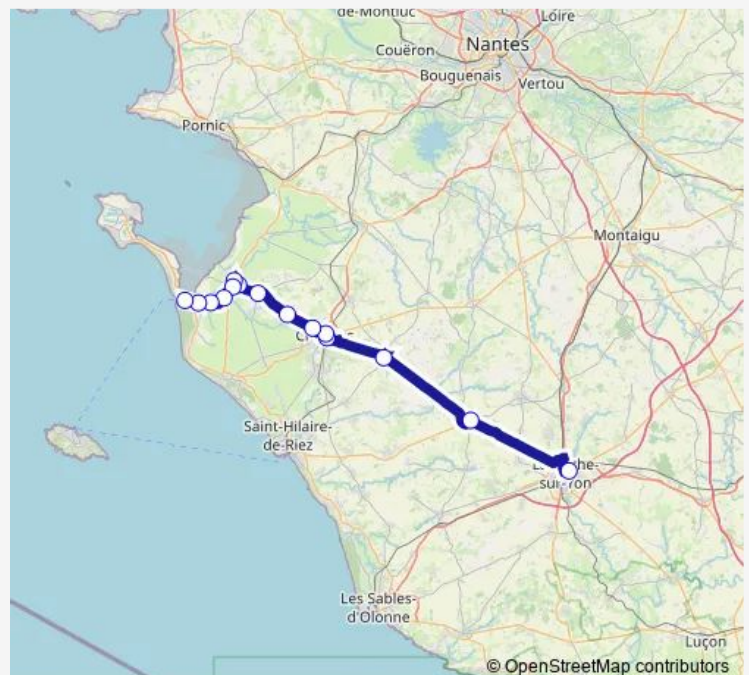 de-Montluc
Loire
Nantes
Couëron
Bouguenais
Vertou
Pornic
Montaigu
Saint-Hilaire-
de-Riez
Les Sables-
d'Olonne
Luçon
© OpenStreetMap contributors